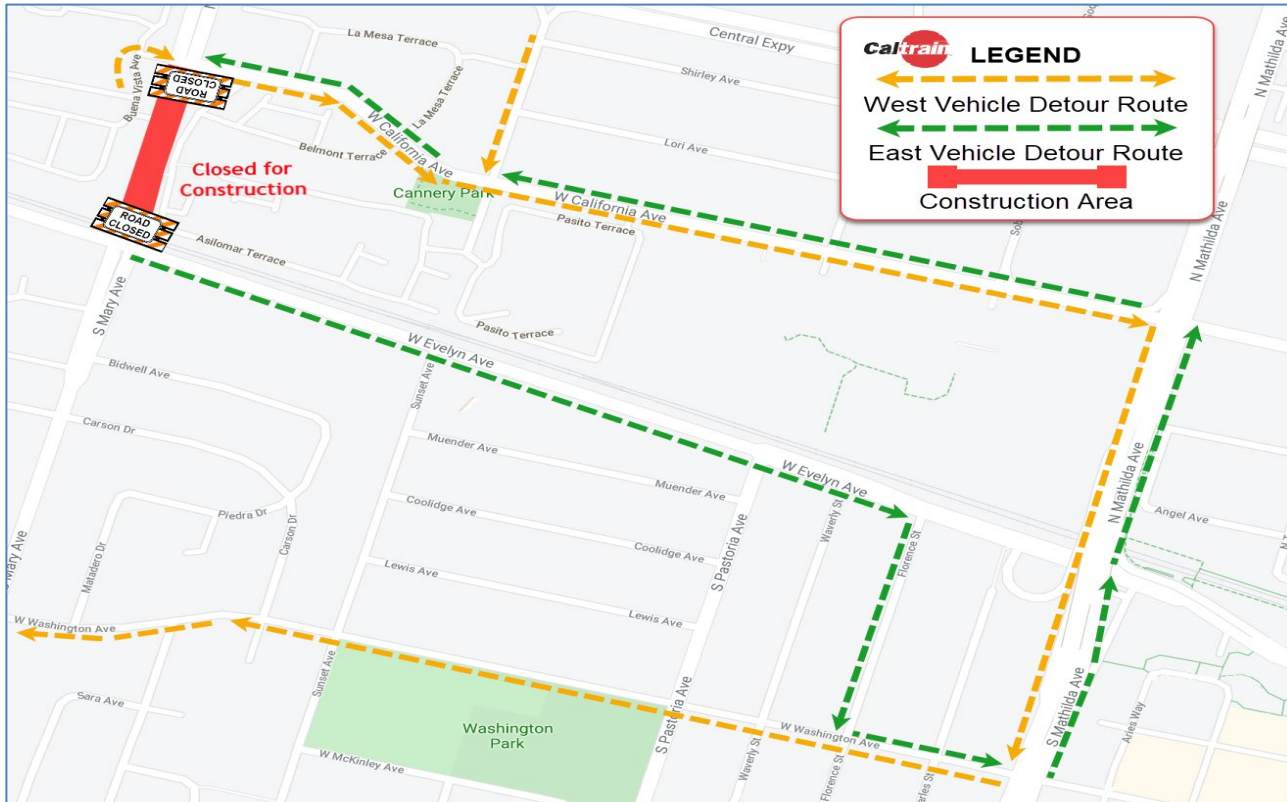 La Mesa Terrace
Central Expy
Shirley Ave
Caltrain LEGEND
West Vehicle Detour Route
East Vehicle Detour Route
Construction Area
N Mathilda Ave
Buena Vista Ave
ROAD
CLOSED
La Mesa Terrace
W California Ave
Belmont Terrace
Lori Ave
Closed for
Construction
Cannery Park
W California Ave
Pasito Terrace
ROAD
CLOSED
Asilomar Terrace
N Mathilda Ave
S Mary Ave
Pasito Terrace
W Evelyn Ave
Bidwell Ave
Sunset Ave
Carson Dr
Muender Ave
W Evelyn Ave
Muender Ave
N Mathilda Ave
Piedra Dr
Coolidge Ave
Waverly St
Angel Ave
Matadero Dr
Carson Dr
Coolidge Ave
S Pastoria Ave
Florence St
Mary Ave
Lewis Ave
Lewis Ave
W Washington Ave
Sunset Ave
S Mathilda Ave
Sara Ave
Washington
Park
S Pastoria Ave
W Washington Ave
Aries Way
W McKinley Ave
Waverly St
Florence St